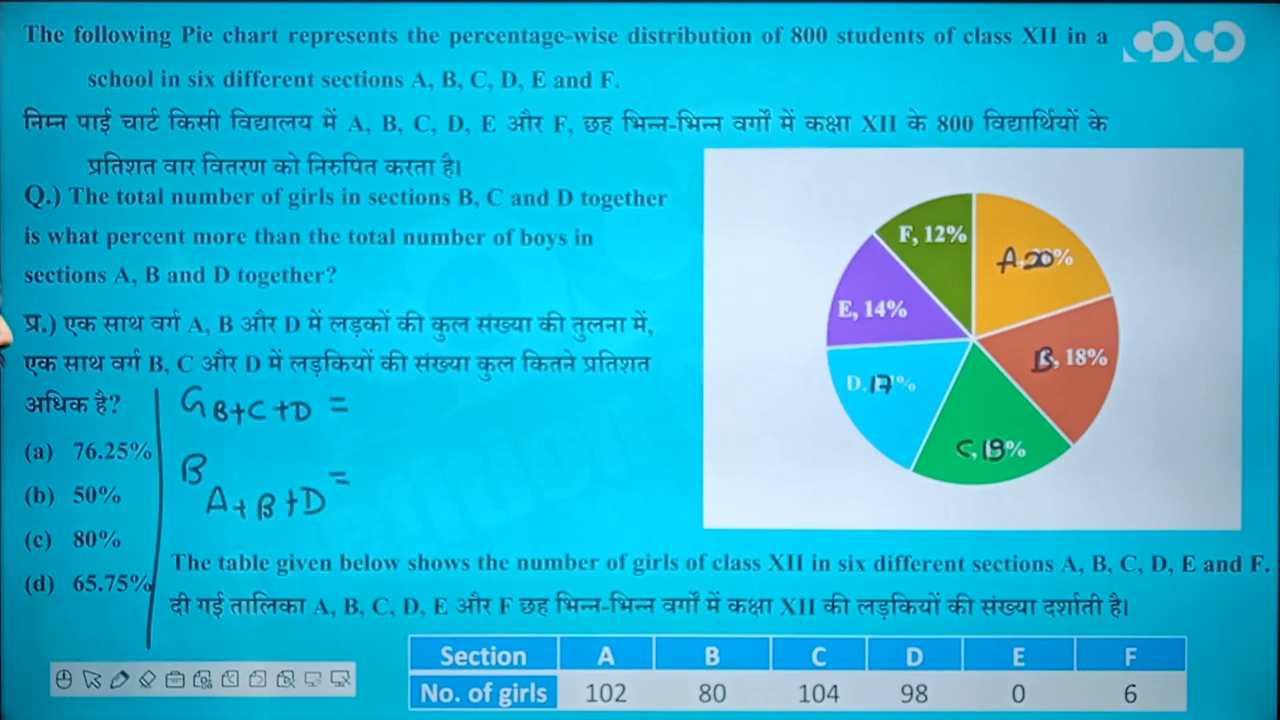 The following Pie chart represents the percentage-wise distribution of 800 students of class XII in a
school in six different sections A, B, C, D, E and F.
निम्न पाई चार्ट किसी विद्यालय में A, B, C, D, E और F, छह भिन्न-भिन्न वर्गों में कक्षा XII के 800 विद्यार्थियों के
प्रतिशत वार वितरण को निरुपित करता है।
Q.) The total number of girls in sections B, C and D together
is what percent more than the total number of boys in
sections A, B and D together?
प्र.) एक साथ वर्ग A, B और D में लड़कों की कुल संख्या की तुलना में,
एक साथ वर्ग B, C और D में लड़कियों की संख्या कुल कितने प्रतिशत
अधिक है?
(a) 76.25%
(b) 50%
(c) 80%
(d) 65.75%
G B+C+D =
B A+B+D =
F, 12%
A, 20%
E, 14%
B, 18%
D. 17%
C, 19%
The table given below shows the number of girls of class XII in six different sections A, B, C, D, E and F.
दी गई तालिका A, B, C, D, E और F छह भिन्न-भिन्न वर्गों में कक्षा XII की लड़कियों की संख्या दर्शाती है।
Section A B C D E F
No. of girls 102 80 104 98 0 6